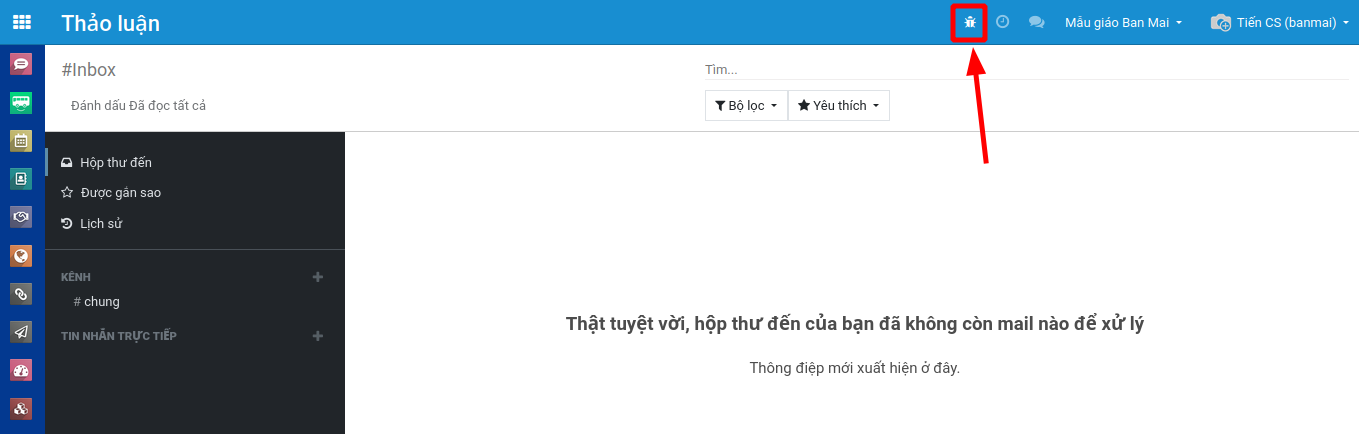 Thảo luận
Mẫu giáo Ban Mai
Tiến CS (banmai)
#Inbox
Tìm...
Đánh dấu Đã đọc tất cả
Bộ lọc
Yêu thích
Hộp thư đến
Được gắn sao
Lịch sử
KÊNH
# chung
TIN NHẮN TRỰC TIẾP
Thật tuyệt vời, hộp thư đến của bạn đã không còn mail nào để xử lý
Thông điệp mới xuất hiện ở đây.